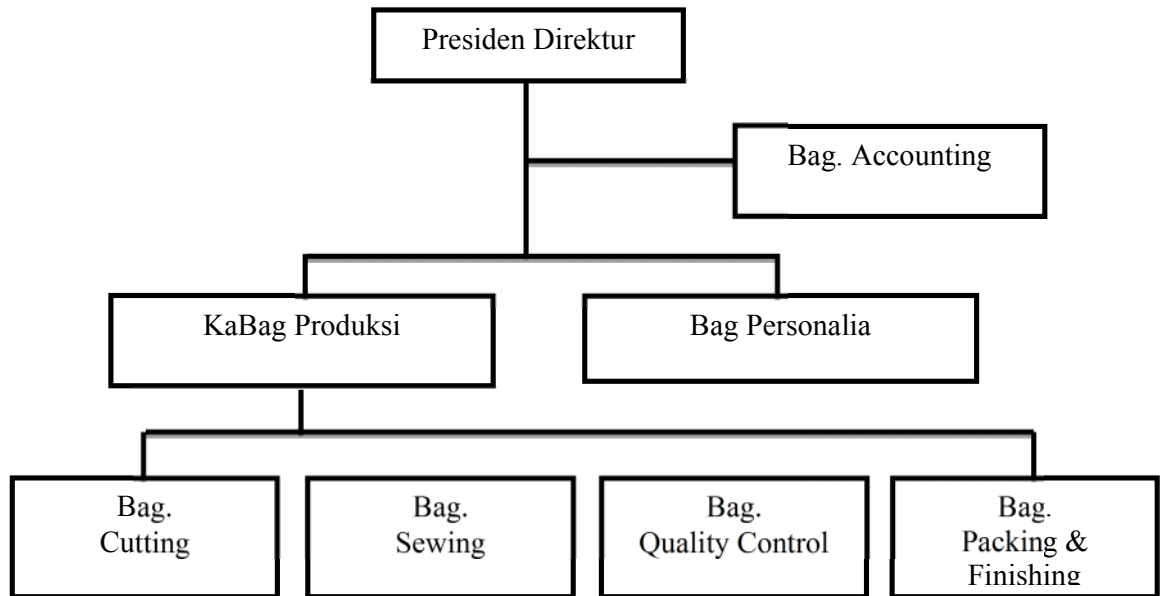 Presiden Direktur
Bag. Accounting
KaBag Produksi
Bag Personalia
Bag.
Cutting
Bag.
Sewing
Bag.
Quality Control
Bag.
Packing &
Finishing